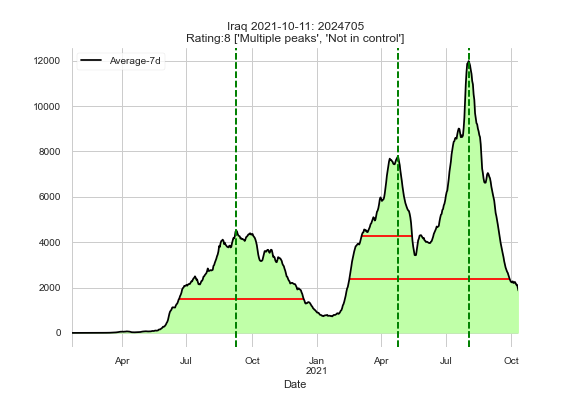 Iraq 2021-10-11: 2024705
Rating:8 ['Multiple peaks', 'Not in control']
Average-7d
12000
10000
8000
6000
4000
2000
0
Apr Jul Oct Jan Apr Jul Oct
2021
Date